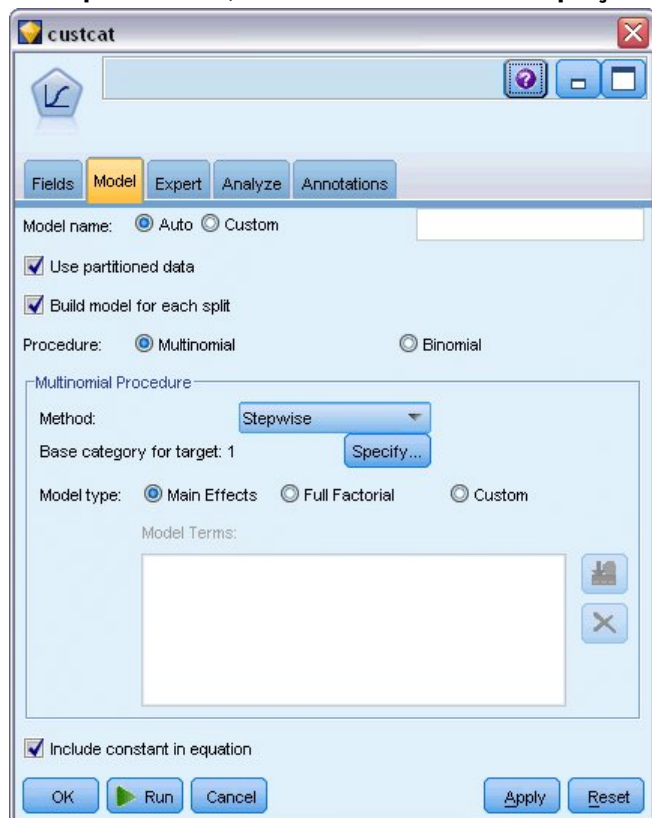 custcat
Fields Model Expert Analyze Annotations
Model name: Auto Custom
Use partitioned data
Build model for each split
Procedure: Multinomial Binomial
Multinomial Procedure
Method: Stepwise
Base category for target: 1 Specify...
Model type: Main Effects Full Factorial Custom
Model Terms:
Include constant in equation
OK Run Cancel Apply Reset